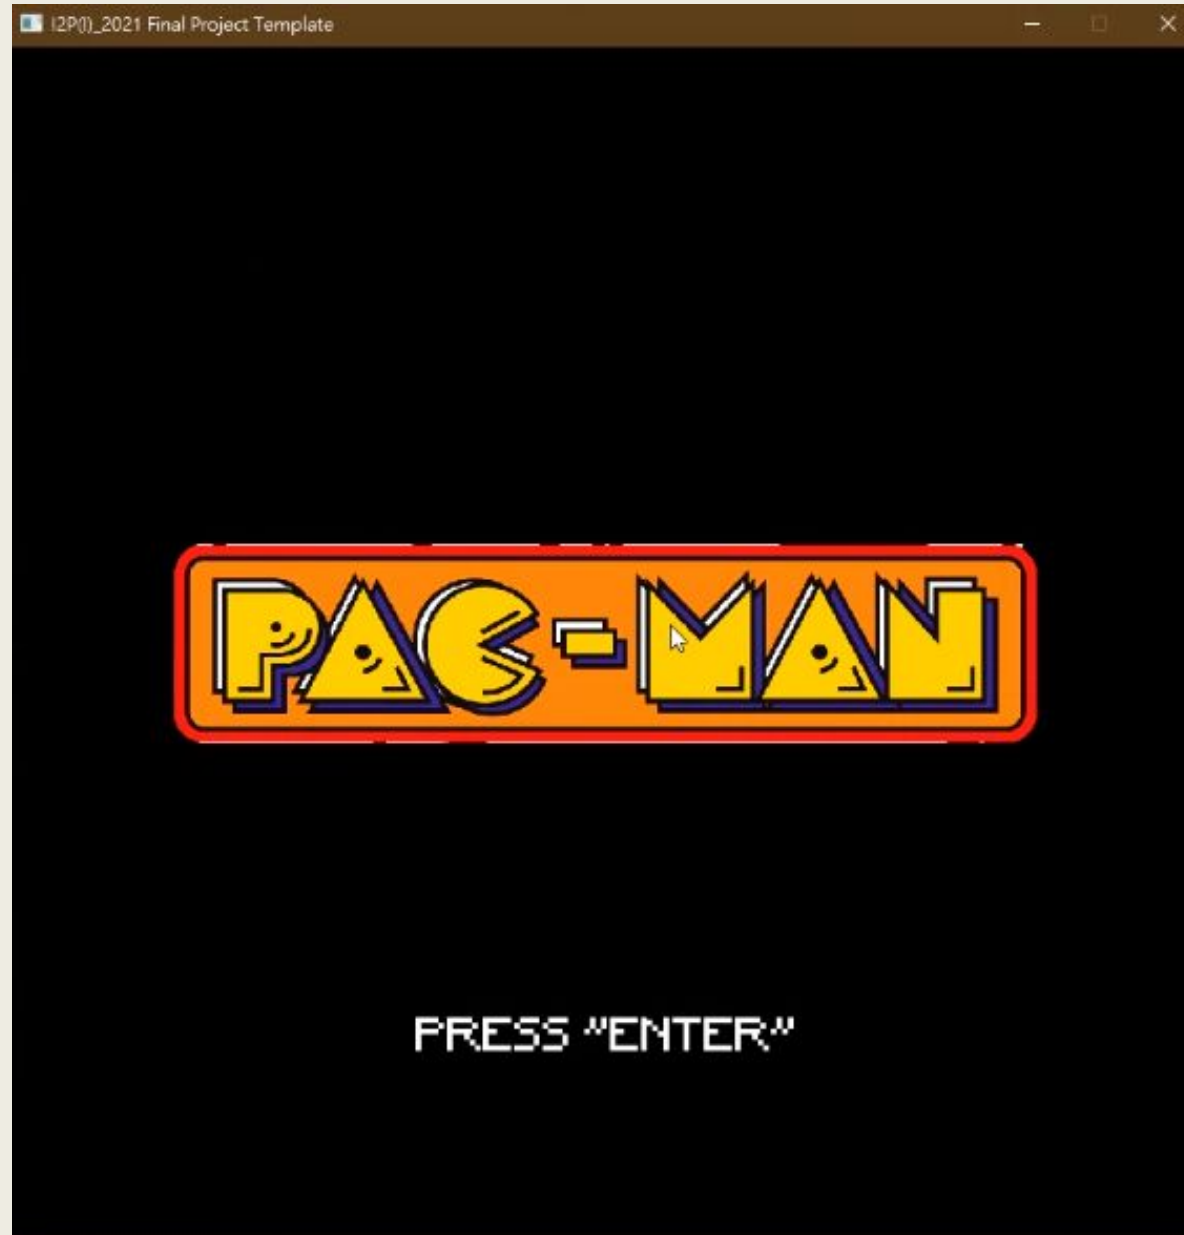 I2P(I)_2021 Final Project Template
PAC-MAN
PRESS "ENTER"